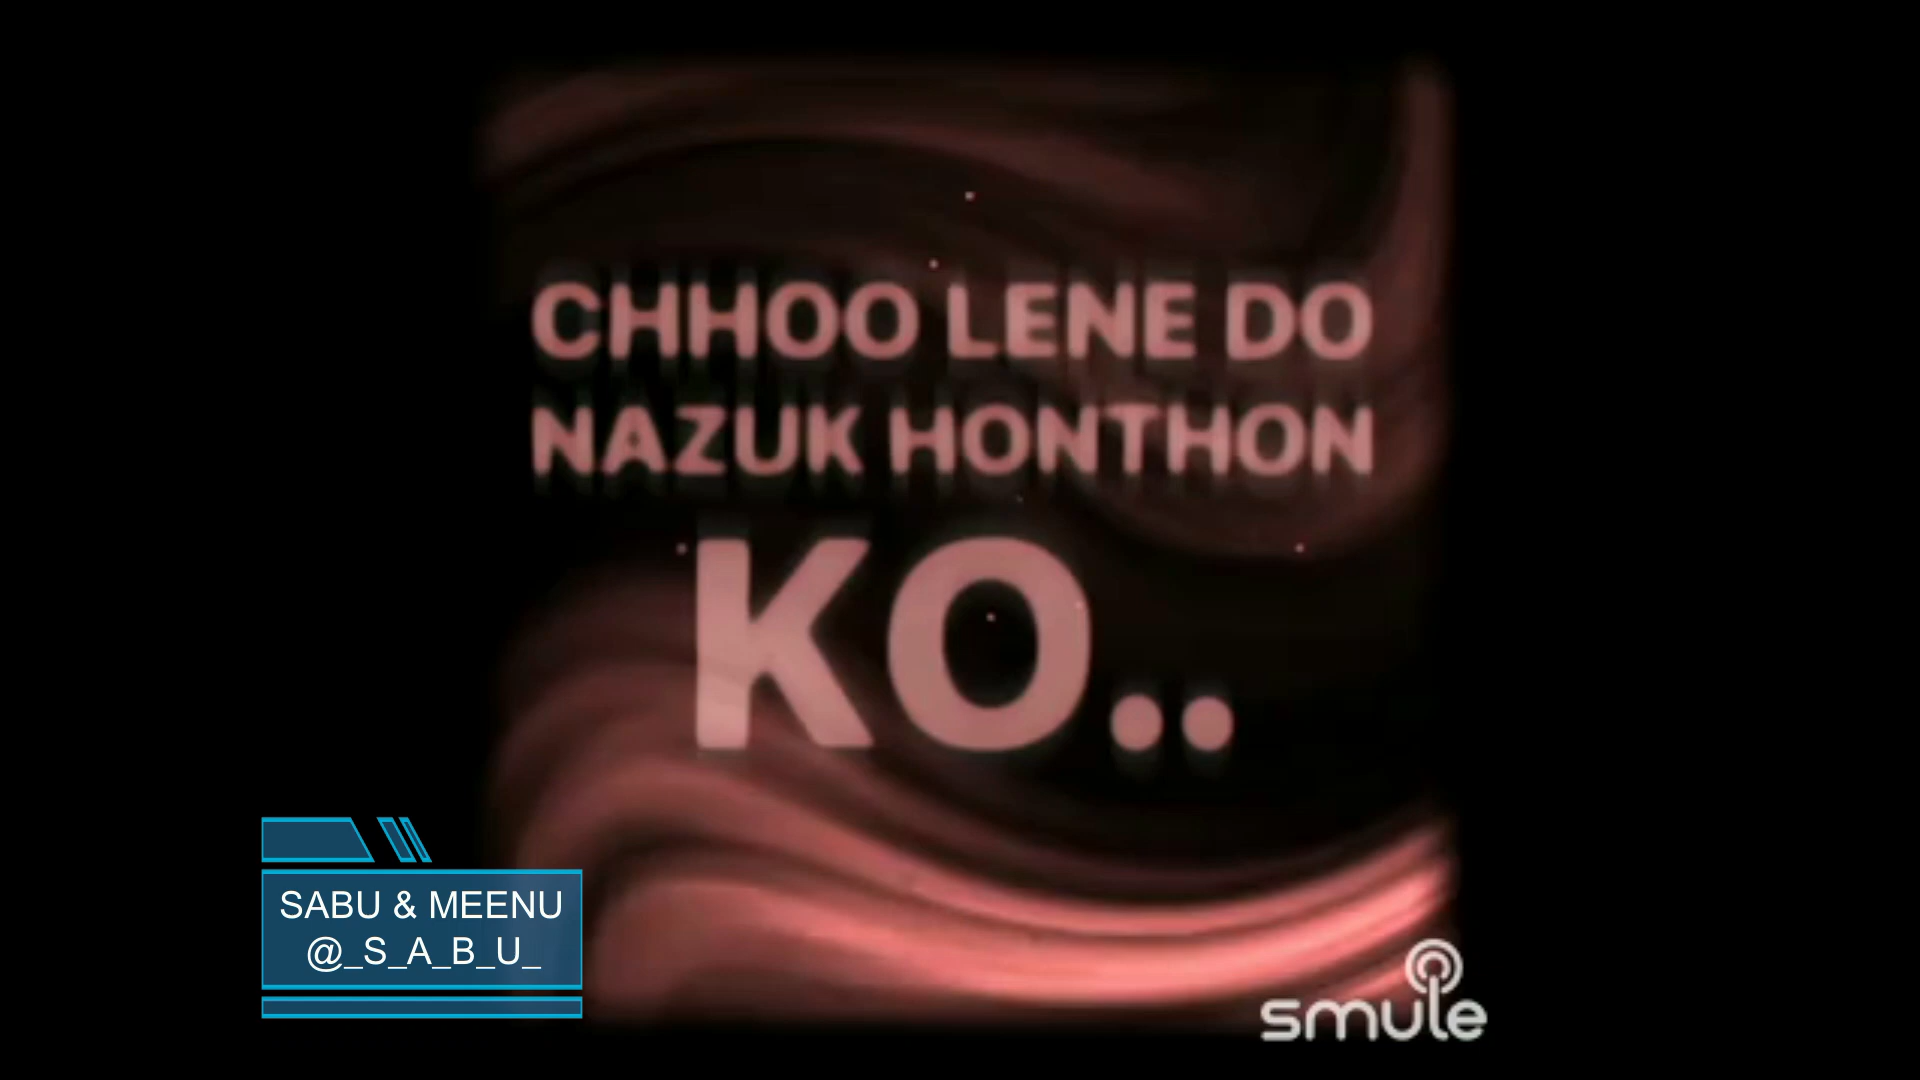 CHHOO LENE DO
NAZUK HONTHON
KO..
SABU & MEENU
@_S_A_B_U_
smule